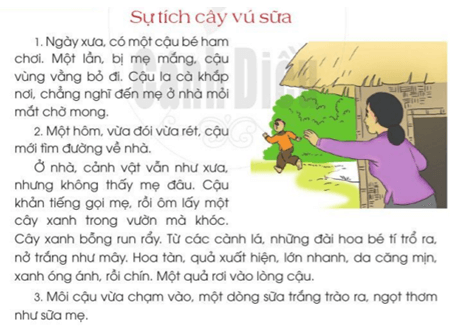 Sự tích cây vú sữa
1. Ngày xưa, có một cậu bé ham
chơi. Một lần, bị mẹ mắng, cậu
vùng vằng bỏ đi. Cậu la cà khắp
nơi, chẳng nghĩ đến mẹ ở nhà mỏi
mắt chờ mong.
2. Một hôm, vừa đói vừa rét, cậu
mới tìm đường về nhà.
Ở nhà, cảnh vật vẫn như xưa,
nhưng không thấy mẹ đâu. Cậu
khản tiếng gọi mẹ, rồi ôm lấy một
cây xanh trong vườn mà khóc.
Cây xanh bỗng run rẩy. Từ các cành lá, những đài hoa bé tí trổ ra,
nở trắng như mây. Hoa tàn, quả xuất hiện, lớn nhanh, da căng mịn,
xanh óng ánh, rồi chín. Một quả rơi vào lòng cậu.
3. Môi cậu vừa chạm vào, một dòng sữa trắng trào ra, ngọt thơm
như sữa mẹ.
Cánh Diều